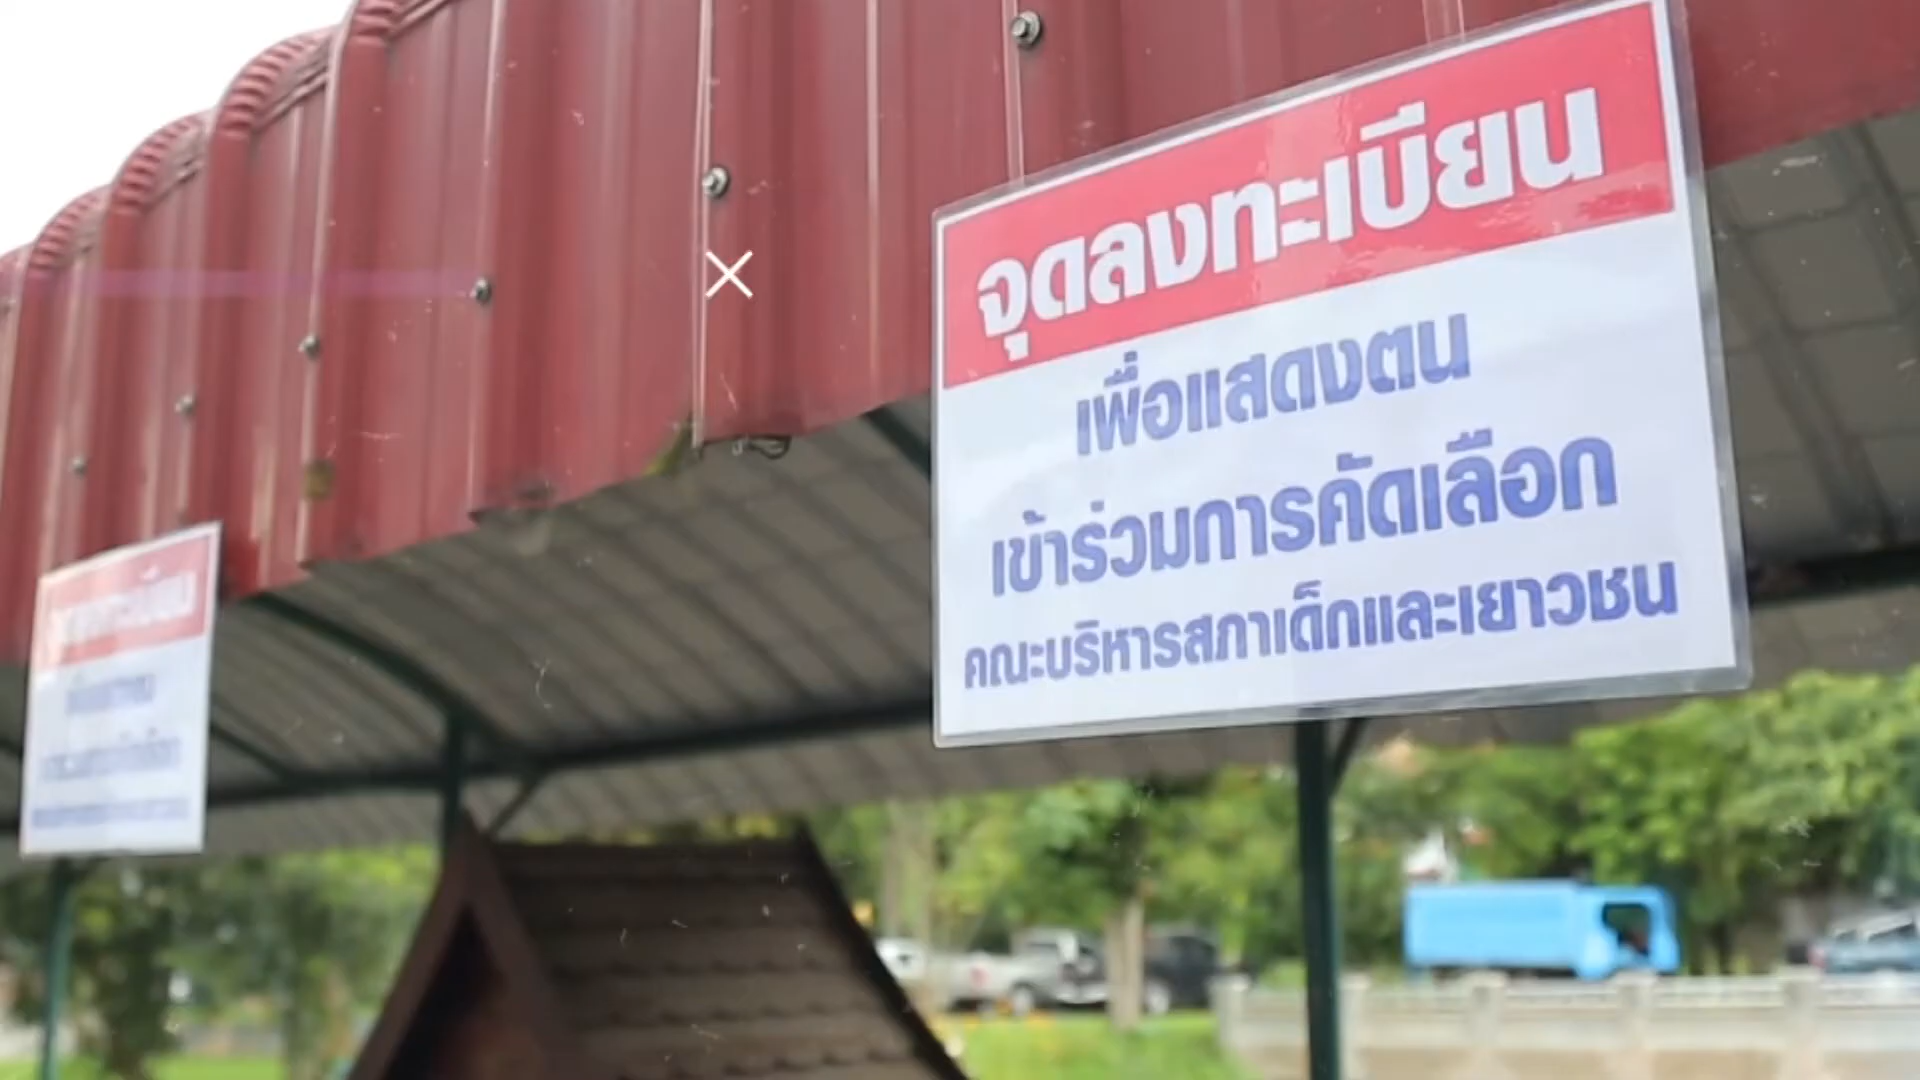 จุดลงทะเบียน
เพื่อแสดงตน
เข้าร่วมการคัดเลือก
คณะบริหารสภาเด็กและเยาวชน